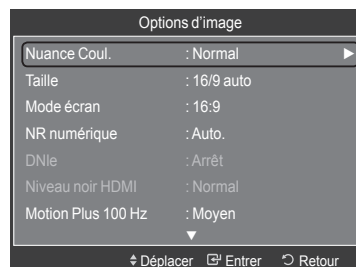 Options d’image
Nuance Coul. : Normal
Taille : 16/9 auto
Mode écran : 16:9
NR numérique : Auto.
DNIe : Arrêt
Niveau noir HDMI : Normal
Motion Plus 100 Hz : Moyen
Déplacer Entrer Retour